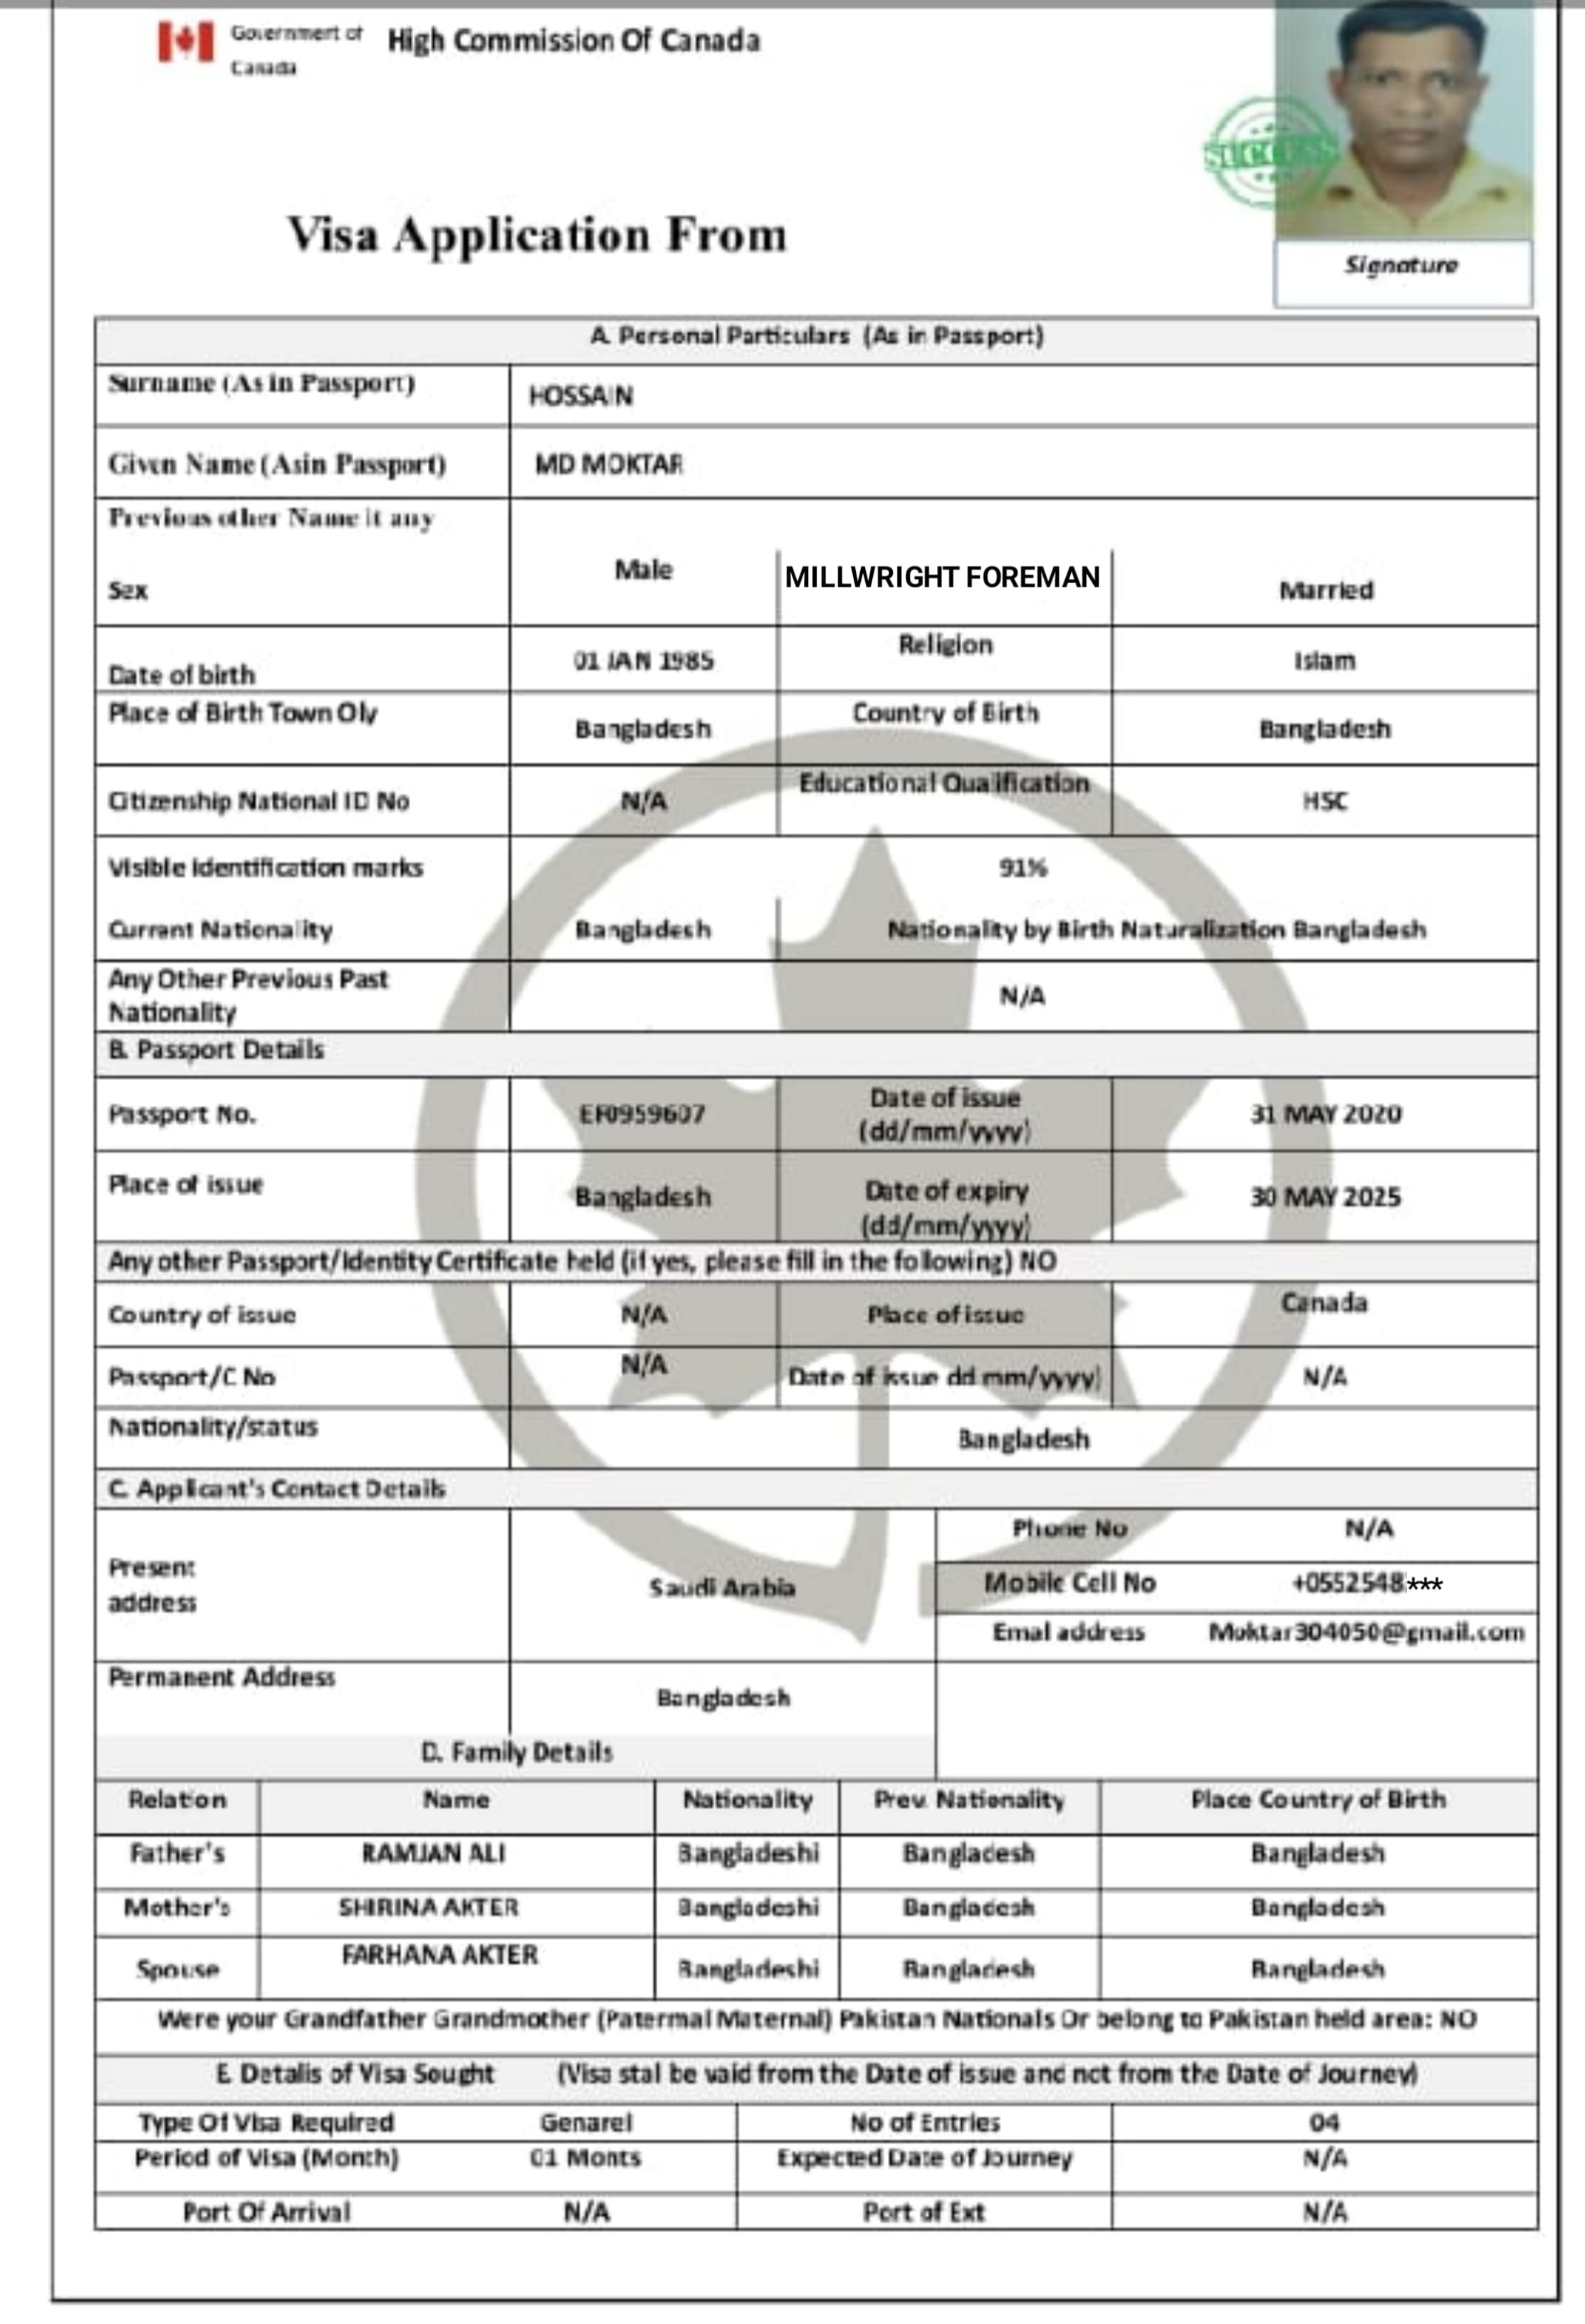 Government of
Canada
High Commission Of Canada
SUCCESS
Visa Application From
Signature
A. Personal Particulars (As in Passport)
Surname (As in Passport) HOSSAIN
Given Name (Asin Passport) MD MOKTAR
Previous other Name it any
Sex Male MILLWRIGHT FOREMAN Married
Date of birth 01 JAN 1985 Religion Islam
Place of Birth Town Oly Bangladesh Country of Birth Bangladesh
Citizenship National ID No N/A Educational Qualification HSC
Visible identification marks 91%
Current Nationality Bangladesh Nationality by Birth Naturalization Bangladesh
Any Other Previous Past
Nationality
N/A
B. Passport Details
Passport No. EF0959607 Date of issue
(dd/mm/yyyy)
31 MAY 2020
Place of issue Bangladesh Date of expiry
(dd/mm/yyyy)
30 MAY 2025
Any other Passport/Identity Certificate held (if yes, please fill in the following) NO
Country of issue N/A Place of issue Canada
Passport/C No N/A Date of issue dd mm/yyyy) N/A
Nationality/status Bangladesh
C. Applicant's Contact Details
Present
address
Saudi Arabia
Phone No N/A
Mobile Cell No +0552548***
Emal address Moktar304050@gmail.com
Permanent Address Bangladesh
D. Family Details
Relation Name Nationality Prev. Nationality Place Country of Birth
Father's RAMJAN ALI Bangladeshi Bangladesh Bangladesh
Mother's SHIRINA AKTER Bangladeshi Bangladesh Bangladesh
Spouse FARHANA AKTER Bangladeshi Bangladesh Bangladesh
Were your Grandfather Grandmother (Patermal Maternal) Pakistan Nationals Or belong to Pakistan held area: NO
E. Detalis of Visa Sought (Visa stal be vaid from the Date of issue and nct from the Date of Journey)
Type Of Visa Required Genarel No of Entries 04
Period of Visa (Month) 01 Monts Expected Date of Journey N/A
Port Of Arrival N/A Port of Ext N/A